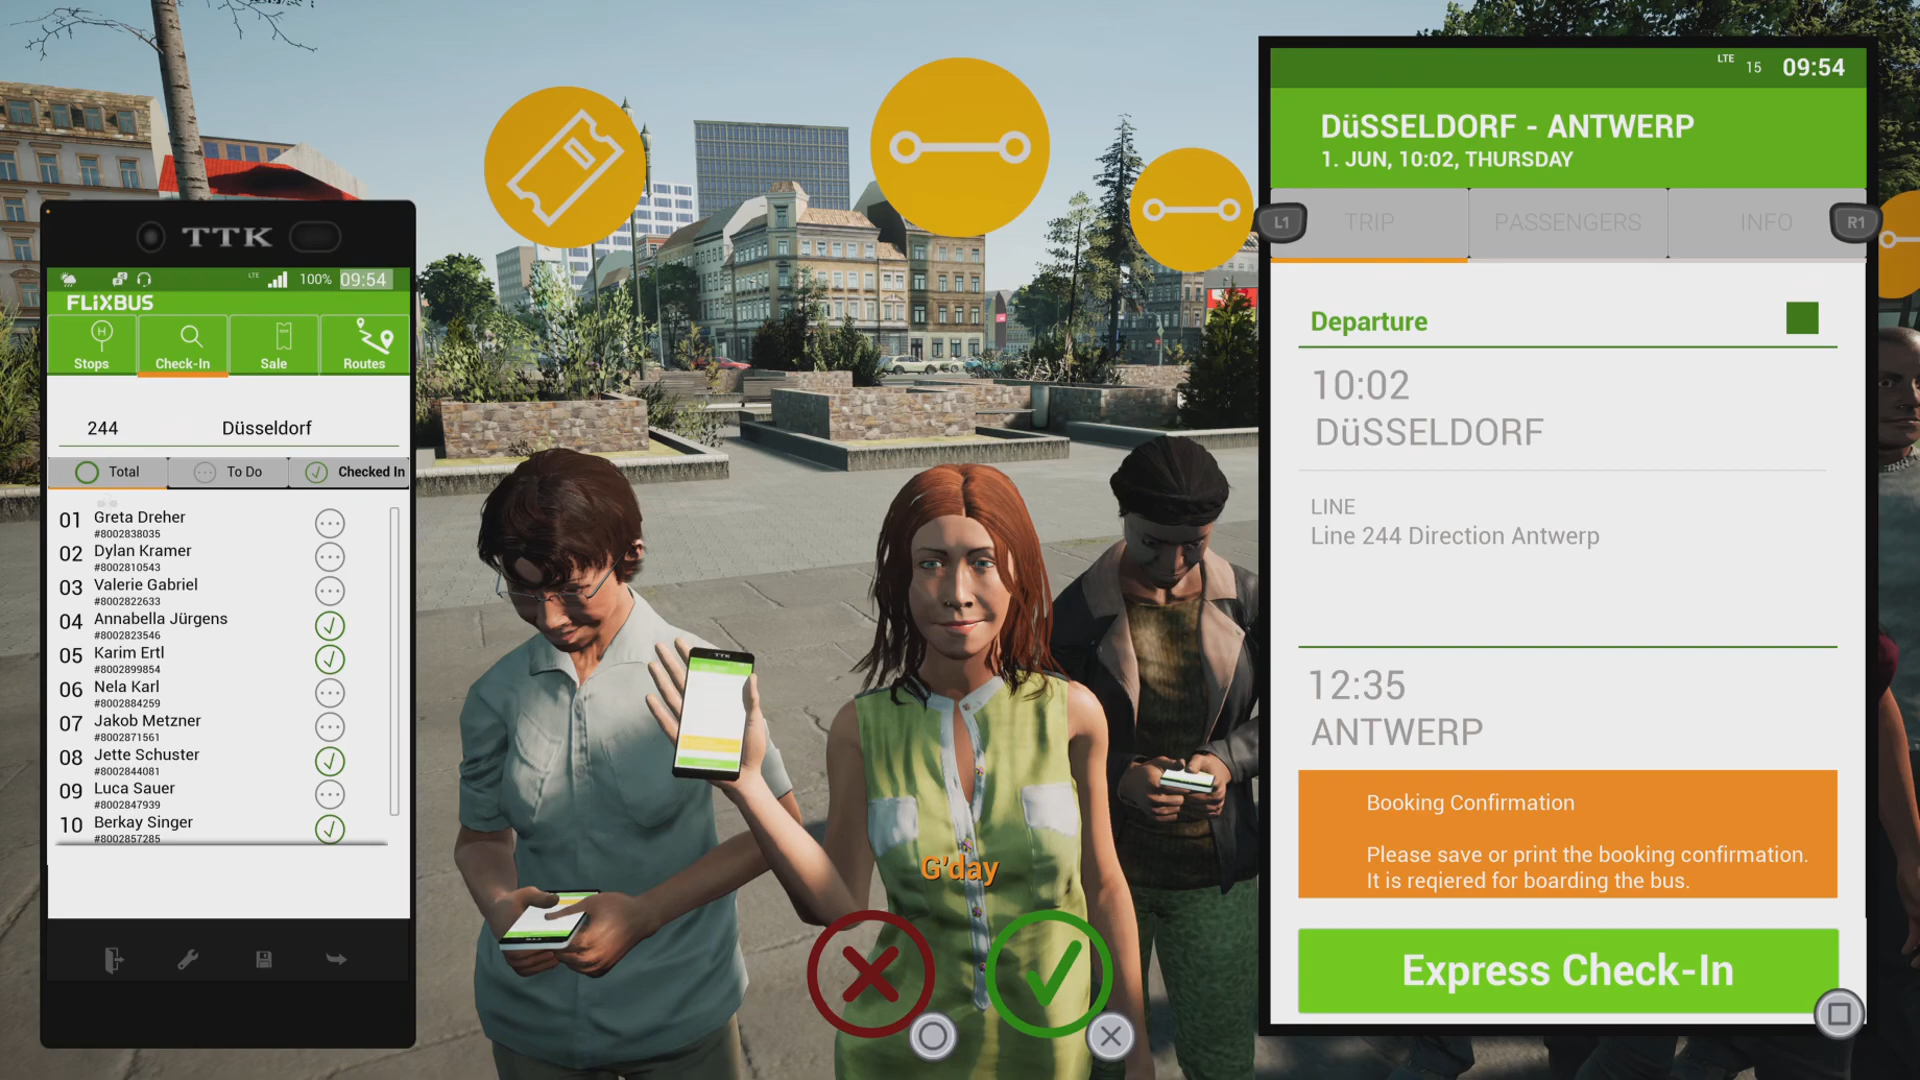 TTK
LTE 100% 09:54
FLiXBUS
H
Stops
Check-In
Sale
Routes
244 Düsseldorf
Total
To Do
Checked In
01 Greta Dreher
#8002838035
02 Dylan Kramer
#8002810543
03 Valerie Gabriel
#8002822633
04 Annabella Jürgens
#8002823546
05 Karim Ertl
#8002899854
06 Nela Karl
#8002884259
07 Jakob Metzner
#8002871561
08 Jette Schuster
#8002844081
09 Luca Sauer
#8002847939
10 Berkay Singer
#8002857285
TTK
G'day
LTE 15 09:54
DüSSELDORF - ANTWERP
1. JUN, 10:02, THURSDAY
L1
TRIP
PASSENGERS
INFO
R1
Departure
10:02
DüSSELDORF
LINE
Line 244 Direction Antwerp
12:35
ANTWERP
Booking Confirmation
Please save or print the booking confirmation.
It is reqiered for boarding the bus.
Express Check-In